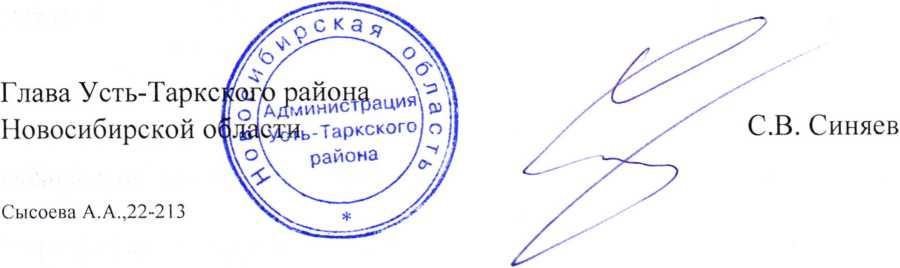 Глава Усть-Таркского района
Новосибирской области
С.В. Синяев
Новосибирская область
Администрация
Усть-Таркского
района
*
Сысоева А.А.,22-213